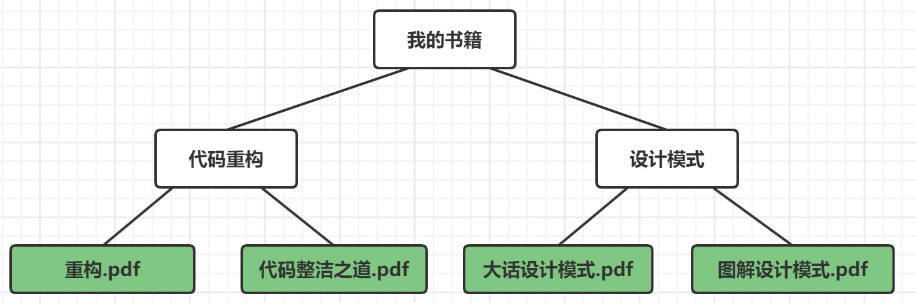 我的书籍
代码重构
设计模式
重构.pdf
代码整洁之道.pdf
大话设计模式.pdf
图解设计模式.pdf